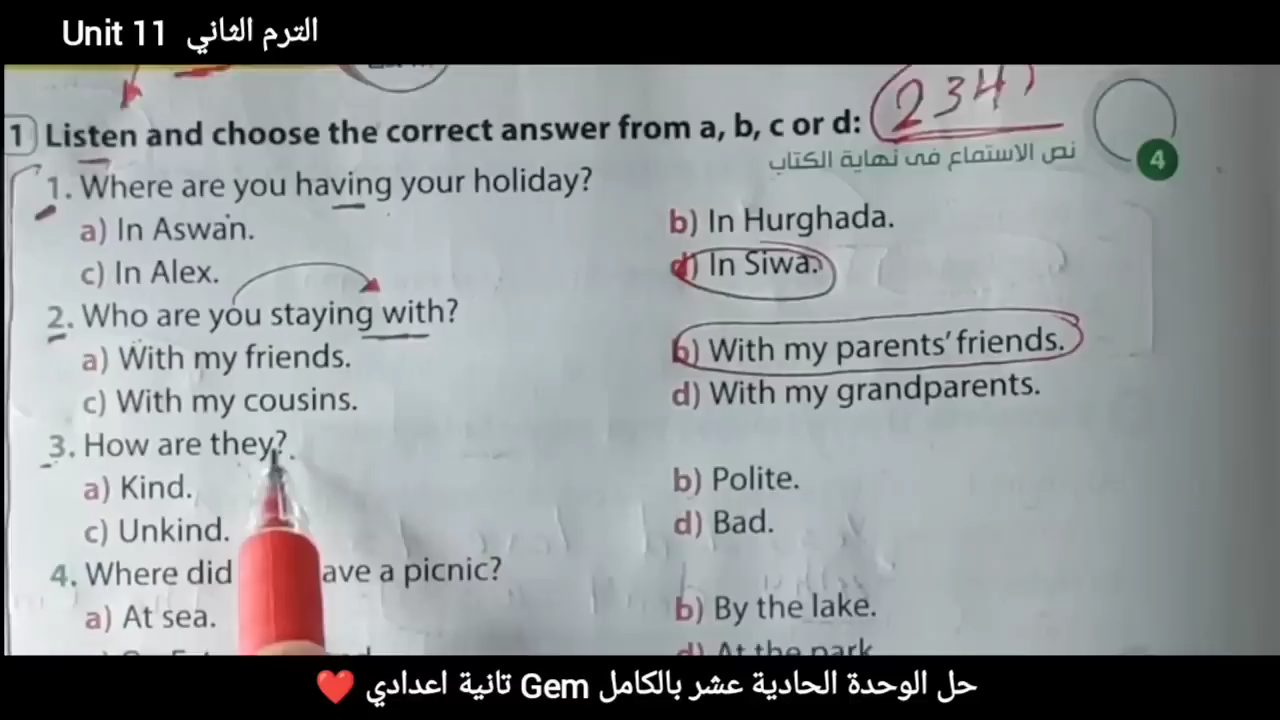 Unit 11 الترم الثاني
2341
1 Listen and choose the correct answer from a, b, c or d:
نص الاستماع فى نهاية الكتاب 4
1. Where are you having your holiday?
a) In Aswan. b) In Hurghada.
c) In Alex. d) In Siwa.
2. Who are you staying with?
a) With my friends. b) With my parents' friends.
c) With my cousins. d) With my grandparents.
3. How are they?
a) Kind. b) Polite.
c) Unkind. d) Bad.
4. Where did ave a picnic?
a) At sea. b) By the lake.
d) At the park
حل الوحدة الحادية عشر بالكامل Gem تانية اعدادي ❤️